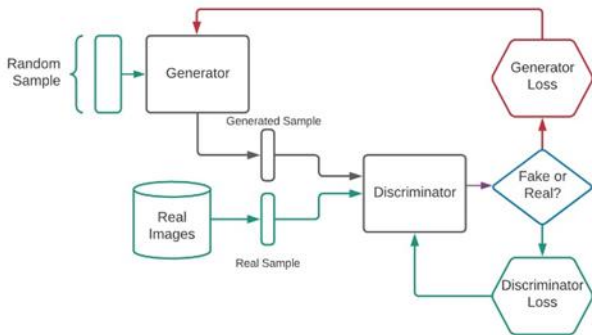 Random
Sample
Generator
Generator
Loss
Generated Sample
Discriminator
Fake or
Real?
Real
Images
Real Sample
Discriminator
Loss